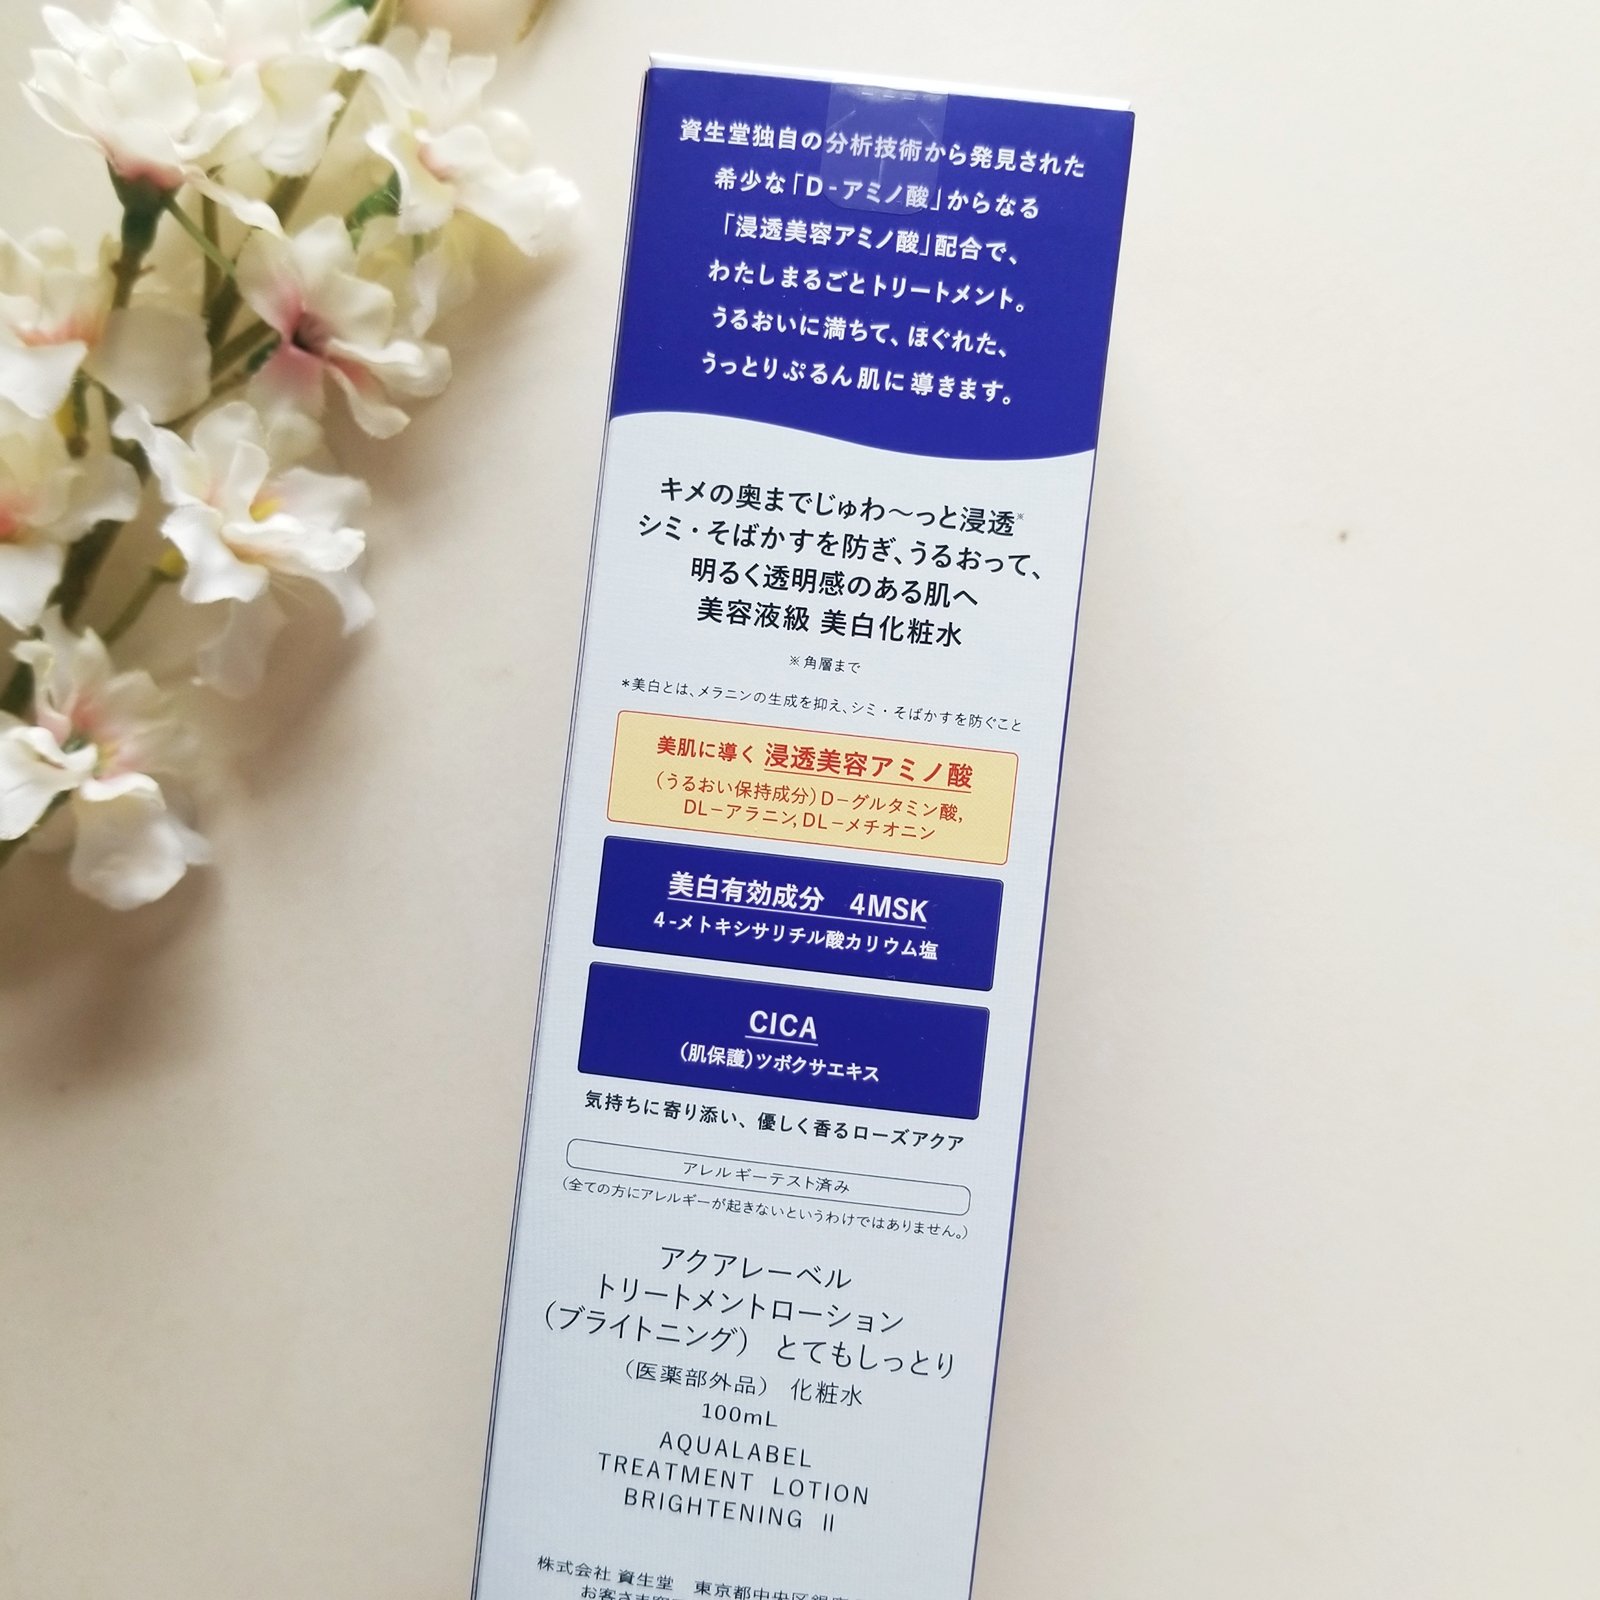 資生堂独自の分析技術から発見された
希少な「D-アミノ酸」からなる
「浸透美容アミノ酸」配合で、
わたしまるごとトリートメント。
うるおいに満ちて、ほぐれた、
うっとりぷるん肌に導きます。
キメの奥までじゅわ〜っと浸透※
シミ・そばかすを防ぎ、うるおって、
明るく透明感のある肌へ
美容液級 美白化粧水
※角層まで
*美白とは、メラニンの生成を抑え、シミ・そばかすを防ぐこと
美肌に導く 浸透美容アミノ酸
(うるおい保持成分)D-グルタミン酸,
DL-アラニン,DL-メチオニン
美白有効成分 4MSK
4-メトキシサリチル酸カリウム塩
CICA
(肌保護)ツボクサエキス
気持ちに寄り添い、優しく香るローズアクア
アレルギーテスト済み
(全ての方にアレルギーが起きないというわけではありません。)
アクアレーベル
トリートメントローション
(ブライトニング) とてもしっとり
(医薬部外品) 化粧水
100mL
AQUALABEL
TREATMENT LOTION
BRIGHTENING II
株式会社 資生堂 東京都中央区銀座
お客さま